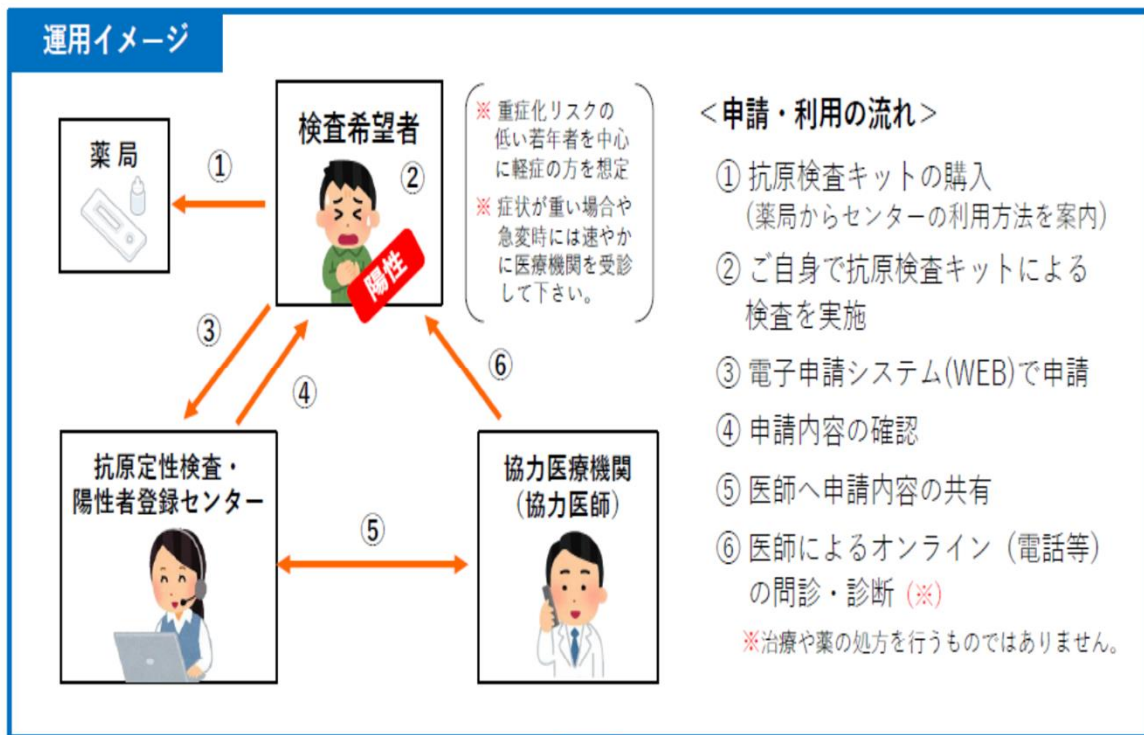 運用イメージ
薬局
①
検査希望者
②
陽性
※ 重症化リスクの
低い若年者を中心
に軽症の方を想定
※ 症状が重い場合や
急変時には速やか
に医療機関を受診
して下さい。
③
④
⑥
抗原定性検査・
陽性者登録センター
⑤
協力医療機関
(協力医師)
＜申請・利用の流れ＞
① 抗原検査キットの購入
(薬局からセンターの利用方法を案内)
② ご自身で抗原検査キットによる
検査を実施
③ 電子申請システム(WEB)で申請
④ 申請内容の確認
⑤ 医師へ申請内容の共有
⑥ 医師によるオンライン（電話等）
の問診・診断 (※)
※治療や薬の処方を行うものではありません。